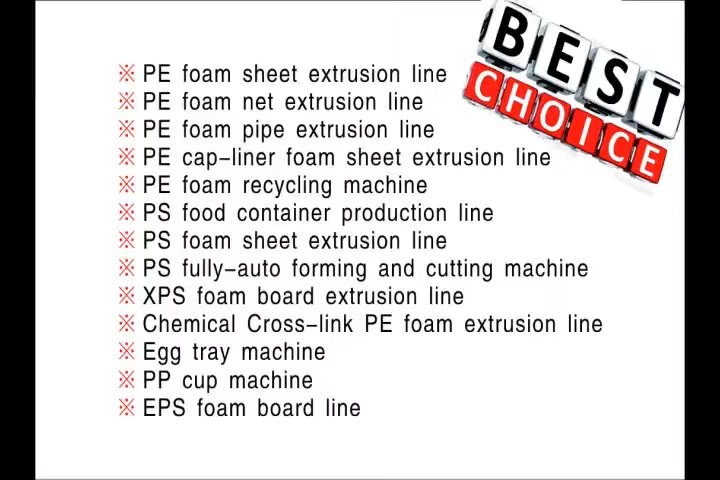 BEST
CHOICE
※ PE foam sheet extrusion line
※ PE foam net extrusion line
※ PE foam pipe extrusion line
※ PE cap-liner foam sheet extrusion line
※ PE foam recycling machine
※ PS food container production line
※ PS foam sheet extrusion line
※ PS fully-auto forming and cutting machine
※ XPS foam board extrusion line
※ Chemical Cross-link PE foam extrusion line
※ Egg tray machine
※ PP cup machine
※ EPS foam board line